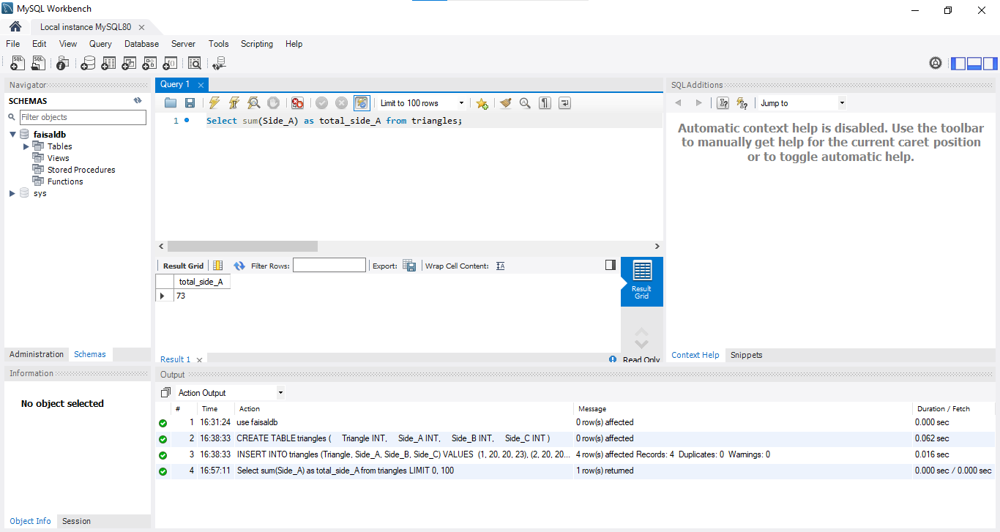 MySQL Workbench
Local instance MySQL80
File Edit View Query Database Server Tools Scripting Help
Navigator
SCHEMAS
Filter objects
faisaldb
Tables
Views
Stored Procedures
Functions
sys
Administration Schemas
Information
No object selected
Object Info Session
Query 1
Limit to 100 rows
1 Select sum(Side_A) as total_side_A from triangles;
Result Grid Filter Rows: Export: Wrap Cell Content:
total_side_A
73
Result Grid
Result 1 Read Only
SQLAdditions
Jump to
Automatic context help is disabled. Use the toolbar
to manually get help for the current caret position
or to toggle automatic help.
Context Help Snippets
Output
Action Output
# Time Action Message Duration / Fetch
1 16:31:24 use faisaldb 0 row(s) affected 0.000 sec
2 16:38:33 CREATE TABLE triangles ( Triangle INT, Side_A INT, Side_B INT, Side_C INT ) 0 row(s) affected 0.062 sec
3 16:38:33 INSERT INTO triangles (Triangle, Side_A, Side_B, Side_C) VALUES (1, 20, 20, 23), (2, 20, 20... 4 row(s) affected Records: 4 Duplicates: 0 Warnings: 0 0.016 sec
4 16:57:11 Select sum(Side_A) as total_side_A from triangles LIMIT 0, 100 1 row(s) returned 0.000 sec / 0.000 sec